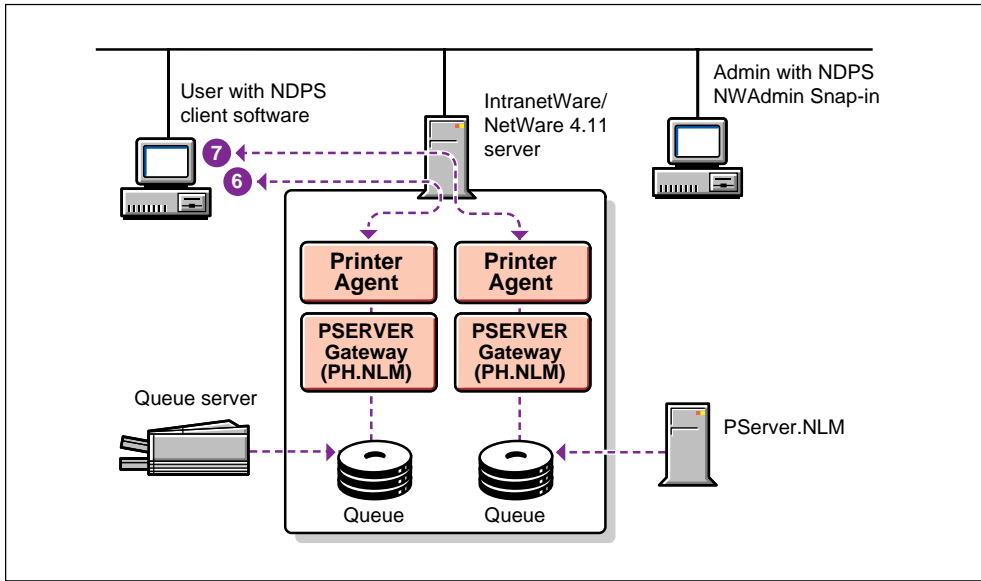 User with NDPS
client software
IntranetWare/
NetWare 4.11
server
Admin with NDPS
NWAdmin Snap-in
7
6
Printer
Agent
Printer
Agent
PSERVER
Gateway
(PH.NLM)
PSERVER
Gateway
(PH.NLM)
Queue server
PServer.NLM
Queue
Queue